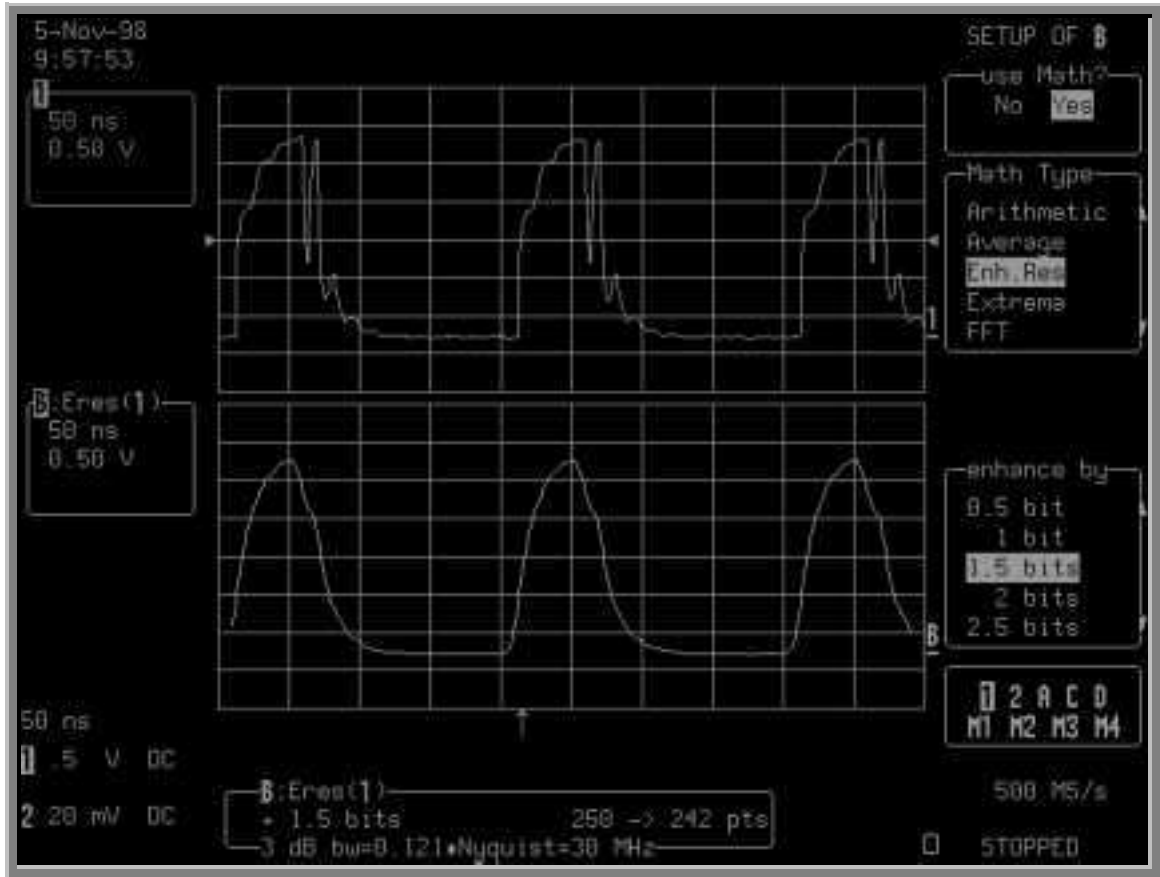 5-Nov-98
9:57:53
1
50 ns
0.50 V
B:Eres(1)
50 ns
0.50 V
50 ns
1 .5 V DC
2 20 mV DC
1
B
B:Eres(1)
+ 1.5 bits 250 -> 242 pts
3 dB bw=0.121*Nyquist=30 MHz
SETUP OF B
use Math?
No Yes
Math Type
Arithmetic
Average
Enh.Res
Extrema
FFT
enhance by
0.5 bit
1 bit
1.5 bits
2 bits
2.5 bits
1 2 A C D
M1 M2 M3 M4
500 MS/s
STOPPED